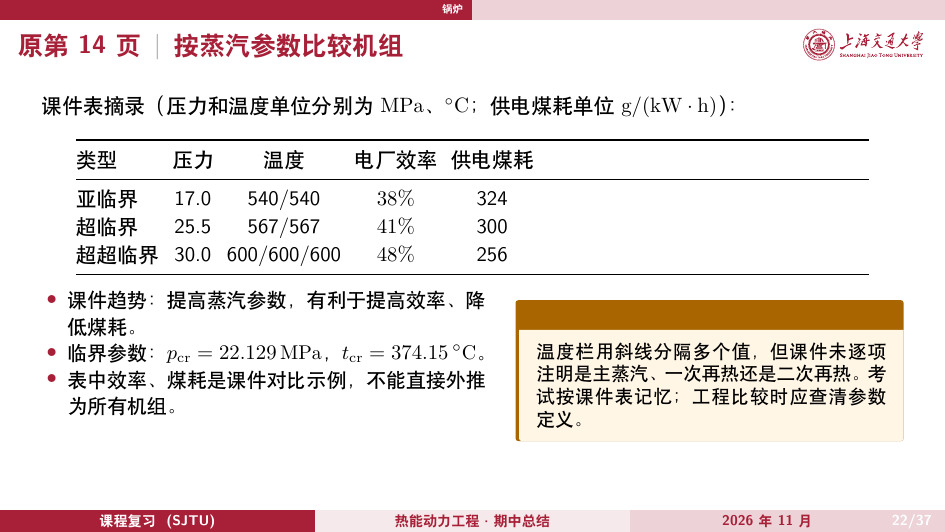 锅炉
原第 14 页 | 按蒸汽参数比较机组
上海交通大学
SHANGHAI JIAO TONG UNIVERSITY
课件表摘录（压力和温度单位分别为 MPa、°C；供电煤耗单位 g/(kW · h)）：
类型 压力 温度 电厂效率 供电煤耗
亚临界 17.0 540/540 38% 324
超临界 25.5 567/567 41% 300
超超临界 30.0 600/600/600 48% 256
• 课件趋势：提高蒸汽参数，有利于提高效率、降
低煤耗。
• 临界参数：pcr = 22.129 MPa，tcr = 374.15 °C。
• 表中效率、煤耗是课件对比示例，不能直接外推
为所有机组。
温度栏用斜线分隔多个值，但课件未逐项
注明是主蒸汽、一次再热还是二次再热。考
试按课件表记忆；工程比较时应查清参数
定义。
课程复习 (SJTU)
热能动力工程 · 期中总结
2026 年 11 月
22/37